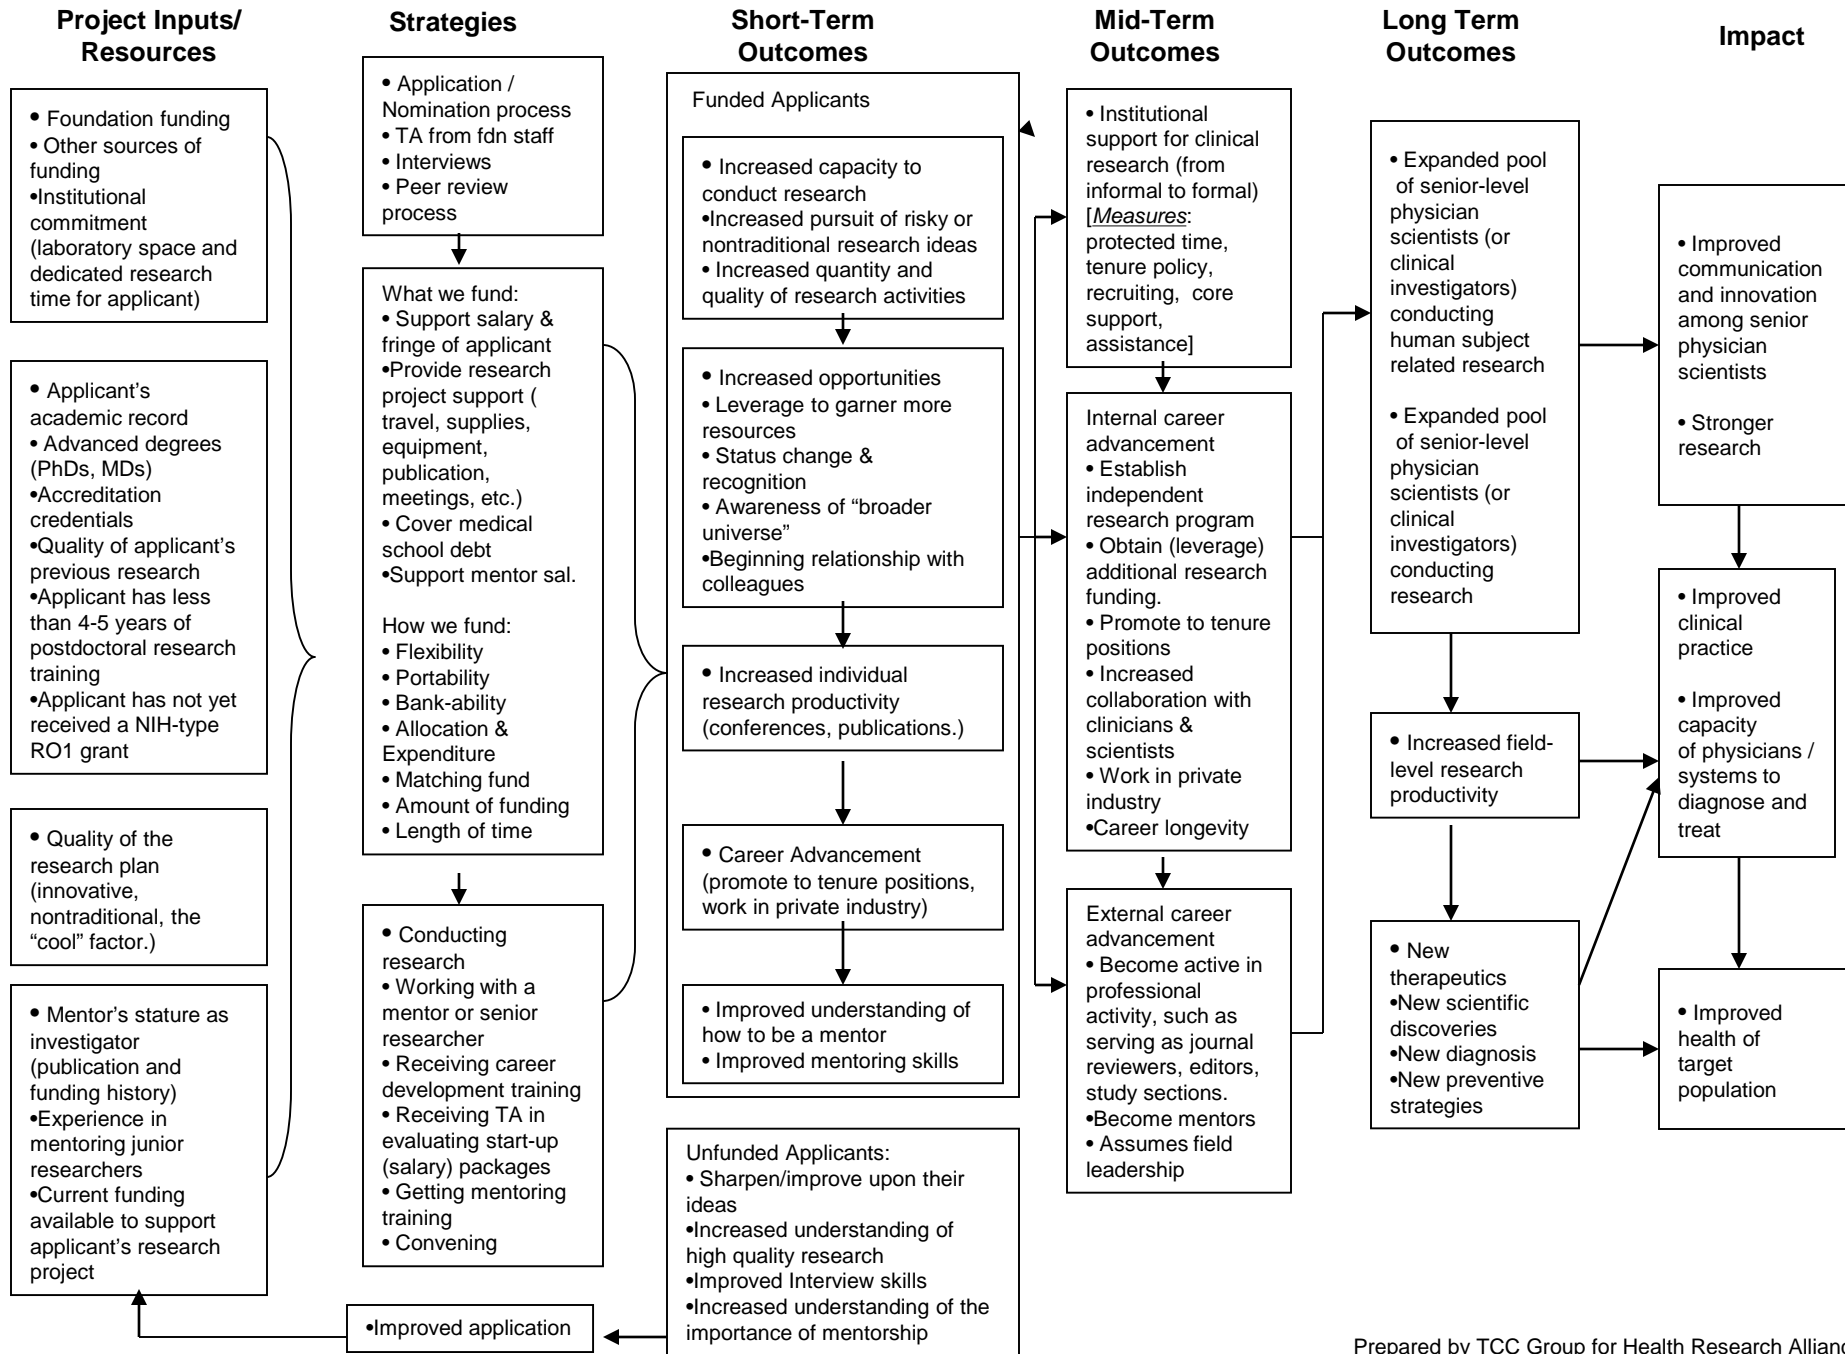 Project Inputs/
Resources
Strategies
Short-Term
Outcomes
Mid-Term
Outcomes
Long Term
Outcomes
Impact
• Foundation funding
• Other sources of
funding
•Institutional
commitment
(laboratory space and
dedicated research
time for applicant)
• Applicant's
academic record
• Advanced degrees
(PhDs, MDs)
•Accreditation
credentials
•Quality of applicant's
previous research
•Applicant has less
than 4-5 years of
postdoctoral research
training
•Applicant has not yet
received a NIH-type
RO1 grant
• Quality of the
research plan
(innovative,
nontraditional, the
“cool” factor.)
• Mentor's stature as
investigator
(publication and
funding history)
•Experience in
mentoring junior
researchers
•Current funding
available to support
applicant's research
project
• Application /
Nomination process
• TA from fdn staff
• Interviews
• Peer review
process
What we fund:
• Support salary &
fringe of applicant
•Provide research
project support (
travel, supplies,
equipment,
publication,
meetings, etc.)
• Cover medical
school debt
•Support mentor sal.
How we fund:
• Flexibility
• Portability
• Bank-ability
• Allocation &
Expenditure
• Matching fund
• Amount of funding
• Length of time
• Conducting
research
• Working with a
mentor or senior
researcher
• Receiving career
development training
• Receiving TA in
evaluating start-up
(salary) packages
• Getting mentoring
training
• Convening
•Improved application
Funded Applicants
• Increased capacity to
conduct research
•Increased pursuit of risky or
nontraditional research ideas
• Increased quantity and
quality of research activities
• Increased opportunities
• Leverage to garner more
resources
• Status change &
recognition
• Awareness of “broader
universe”
•Beginning relationship with
colleagues
• Increased individual
research productivity
(conferences, publications.)
• Career Advancement
(promote to tenure positions,
work in private industry)
• Improved understanding of
how to be a mentor
• Improved mentoring skills
Unfunded Applicants:
• Sharpen/improve upon their
ideas
•Increased understanding of
high quality research
•Improved Interview skills
•Increased understanding of the
importance of mentorship
• Institutional
support for clinical
research (from
informal to formal)
[Measures:
protected time,
tenure policy,
recruiting, core
support,
assistance]
Internal career
advancement
• Establish
independent
research program
• Obtain (leverage)
additional research
funding.
• Promote to tenure
positions
• Increased
collaboration with
clinicians &
scientists
• Work in private
industry
•Career longevity
External career
advancement
• Become active in
professional
activity, such as
serving as journal
reviewers, editors,
study sections.
•Become mentors
• Assumes field
leadership
• Expanded pool
of senior-level
physician
scientists (or
clinical
investigators)
conducting
human subject
related research
• Expanded pool
of senior-level
physician
scientists (or
clinical
investigators)
conducting
research
• Increased field-
level research
productivity
• New
therapeutics
•New scientific
discoveries
•New diagnosis
•New preventive
strategies
• Improved
communication
and innovation
among senior
physician
scientists
• Stronger
research
• Improved
clinical
practice
• Improved
capacity
of physicians /
systems to
diagnose and
treat
• Improved
health of
target
population
Prepared by TCC Group for Health Research Allianc